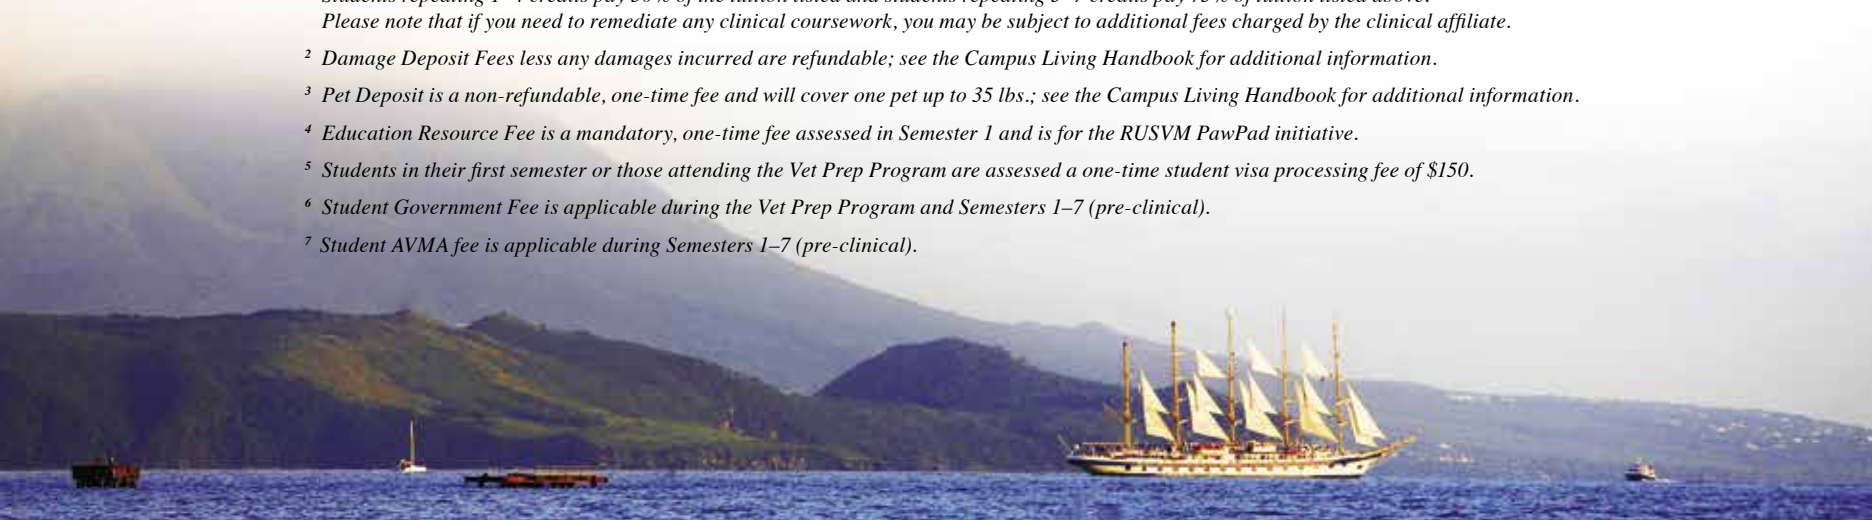 Please note that if you need to remediate any clinical coursework, you may be subject to additional fees charged by the clinical affiliate.
² Damage Deposit Fees less any damages incurred are refundable; see the Campus Living Handbook for additional information.
³ Pet Deposit is a non-refundable, one-time fee and will cover one pet up to 35 lbs.; see the Campus Living Handbook for additional information.
⁴ Education Resource Fee is a mandatory, one-time fee assessed in Semester 1 and is for the RUSVM PawPad initiative.
⁵ Students in their first semester or those attending the Vet Prep Program are assessed a one-time student visa processing fee of $150.
⁶ Student Government Fee is applicable during the Vet Prep Program and Semesters 1–7 (pre-clinical).
⁷ Student AVMA fee is applicable during Semesters 1–7 (pre-clinical).